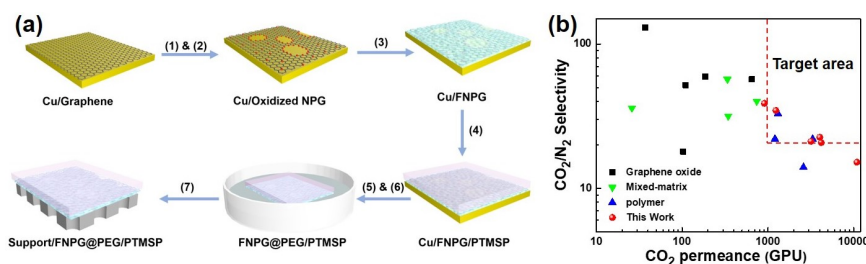 (a)
(1) & (2)
(3)
Cu/Graphene
Cu/Oxidized NPG
Cu/FNPG
(4)
(7)
(5) & (6)
Support/FNPG@PEG/PTMSP
FNPG@PEG/PTMSP
Cu/FNPG/PTMSP
(b)
CO2/N2 Selectivity
100
10
Target area
Graphene oxide
Mixed-matrix
polymer
This Work
10
100
1000
10000
CO2 permeance (GPU)